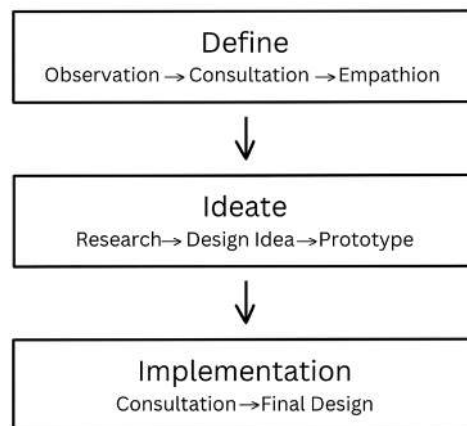 Define
Observation → Consultation → Empathion
Ideate
Research → Design Idea → Prototype
Implementation
Consultation → Final Design